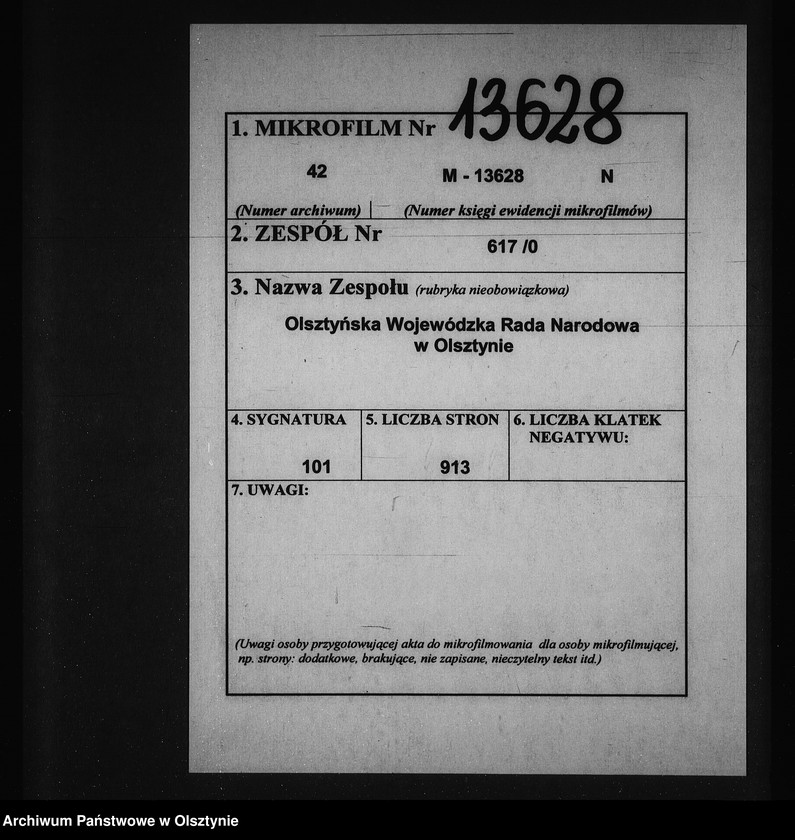 13628
1. MIKROFILM Nr
42 M - 13628 N
(Numer archiwum) (Numer księgi ewidencji mikrofilmów)
2. ZESPÓŁ Nr
617 /0
3. Nazwa Zespołu (rubryka nieobowiązkowa)
Olsztyńska Wojewódzka Rada Narodowa
w Olsztynie
4. SYGNATURA 5. LICZBA STRON 6. LICZBA KLATEK
NEGATYWU:
101 913
7. UWAGI:
(Uwagi osoby przygotowującej akta do mikrofilmowania dla osoby mikrofilmującej,
np. strony: dodatkowe, brakujące, nie zapisane, nieczytelny tekst itd.)
Archiwum Państwowe w Olsztynie